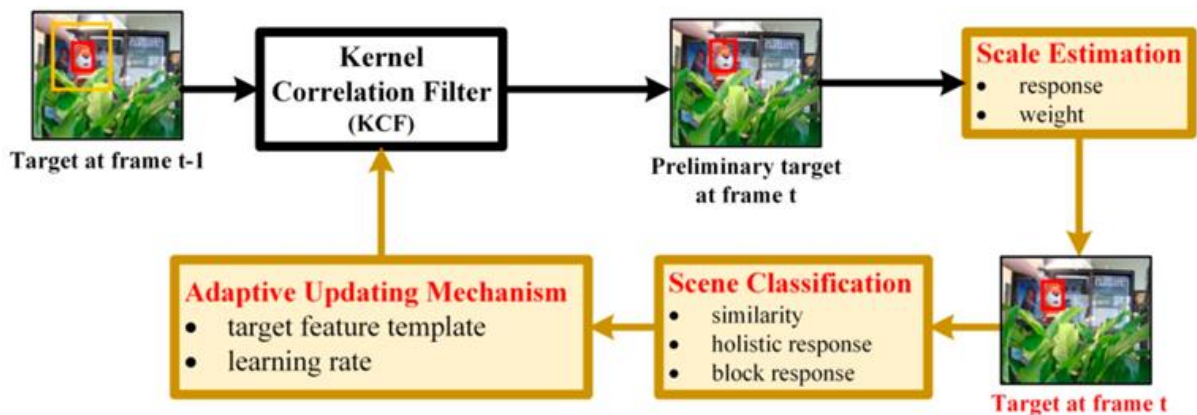 Kernel
Correlation Filter
(KCF)
Scale Estimation
• response
• weight
Target at frame t-1
Preliminary target
at frame t
Adaptive Updating Mechanism
• target feature template
• learning rate
Scene Classification
• similarity
• holistic response
• block response
Target at frame t
nature